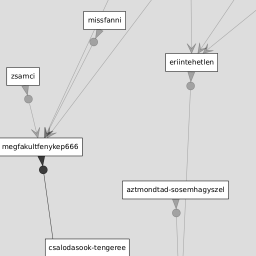 missfanni
eriintehetlen
zsamci
megfakultfenykep666
aztmondtad-sosemhagyszel
csalodasook-tengeree